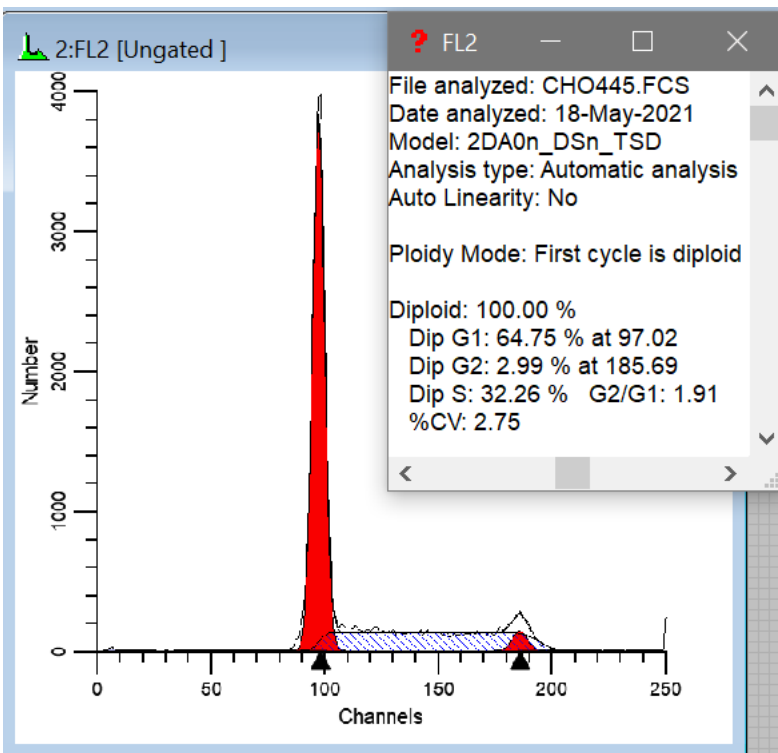 2:FL2 [Ungated ]
? FL2
File analyzed: CHO445.FCS
Date analyzed: 18-May-2021
Model: 2DA0n_DSn_TSD
Analysis type: Automatic analysis
Auto Linearity: No
Ploidy Mode: First cycle is diploid
Diploid: 100.00 %
Dip G1: 64.75 % at 97.02
Dip G2: 2.99 % at 185.69
Dip S: 32.26 % G2/G1: 1.91
%CV: 2.75
Number
4000
3000
2000
1000
0
0 50 100 150 200 250
Channels